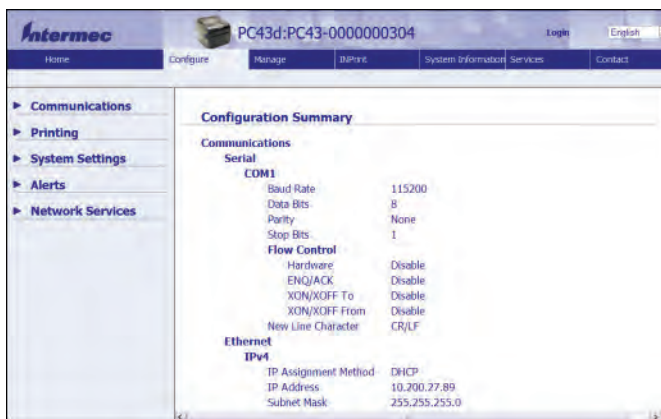 Intermec
PC43d:PC43-0000000304
Login
English
Home Configure Manage INPrint System Information Services Contact
Communications
Printing
System Settings
Alerts
Network Services
Configuration Summary
Communications
Serial
COM1
Baud Rate 115200
Data Bits 8
Parity None
Stop Bits 1
Flow Control
Hardware Disable
ENQ/ACK Disable
XON/XOFF To Disable
XON/XOFF From Disable
New Line Character CR/LF
Ethernet
IPv4
IP Assignment Method DHCP
IP Address 10.200.27.89
Subnet Mask 255.255.255.0